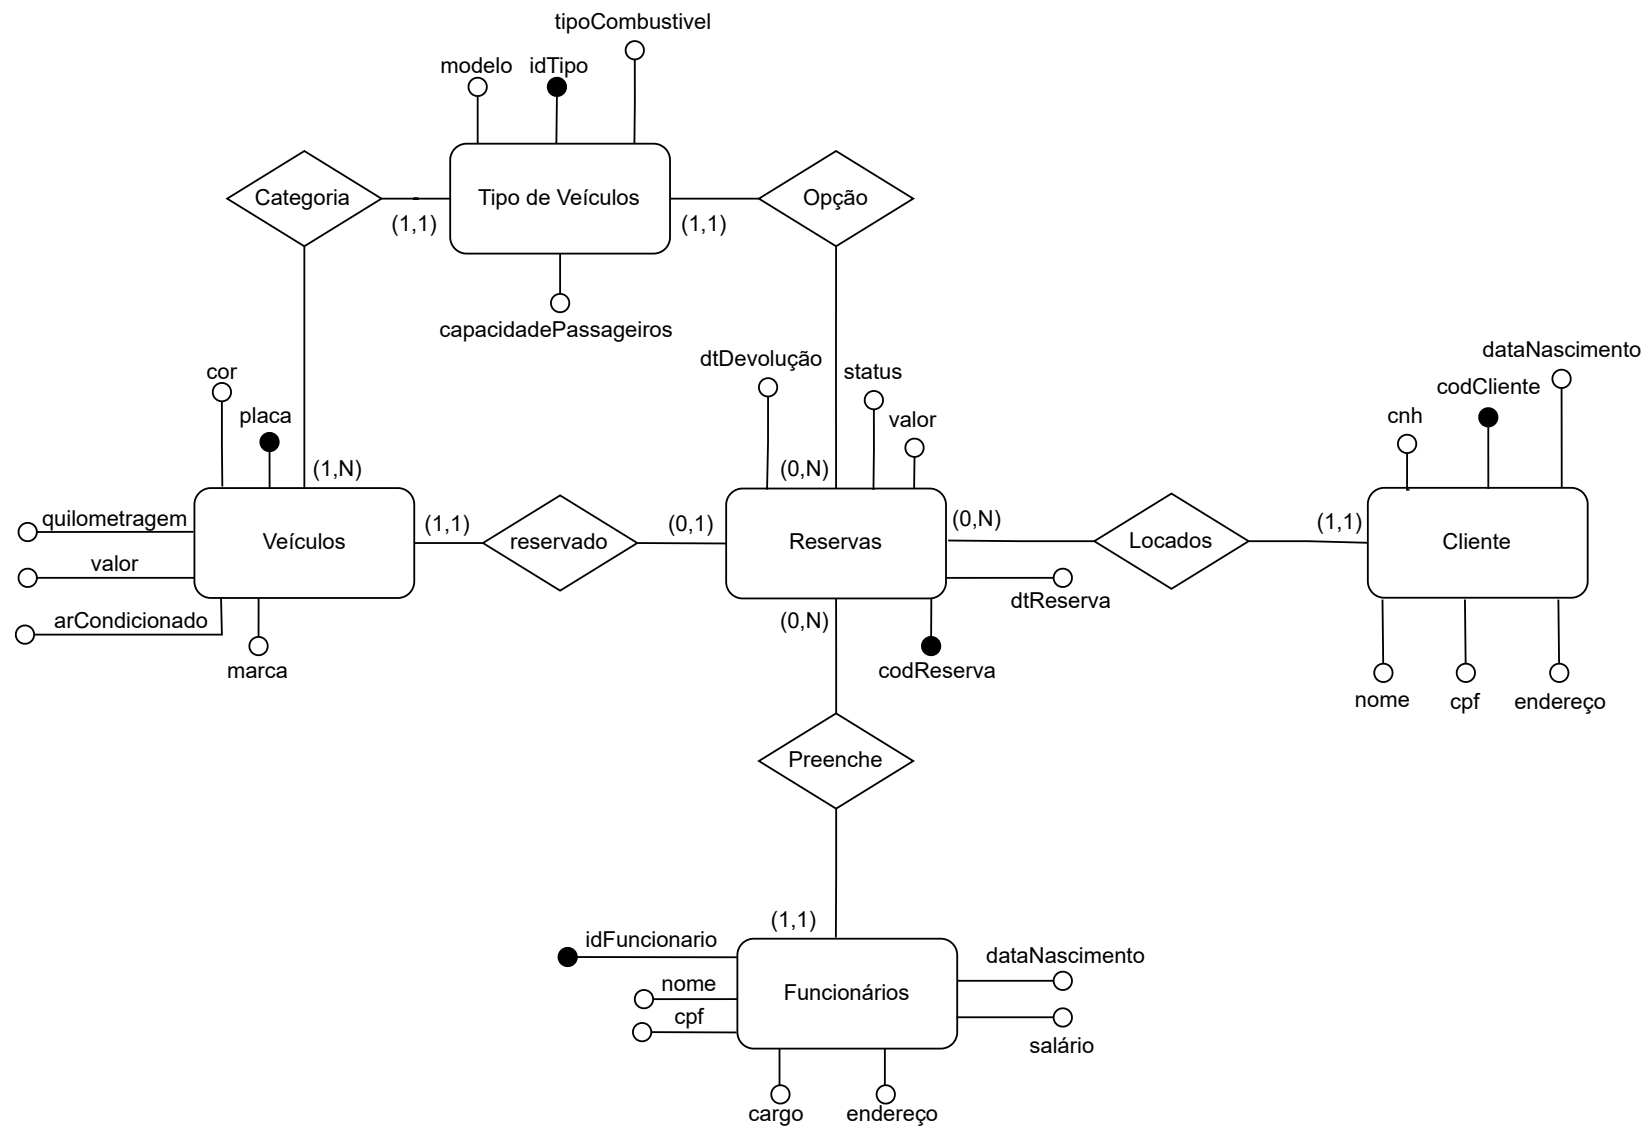 tipoCombustivel
modelo
idTipo
Categoria
Tipo de Veículos
Opção
(1,1)
(1,1)
capacidadePassageiros
dataNascimento
dtDevolução
cor
status
codCliente
placa
valor
cnh
(1,N)
(0,N)
quilometragem
(1,1)
(0,1)
(0,N)
(1,1)
Veículos
reservado
Reservas
Locados
Cliente
valor
arCondicionado
dtReserva
(0,N)
marca
codReserva
nome
cpf
endereço
Preenche
(1,1)
idFuncionario
dataNascimento
nome
Funcionários
cpf
salário
cargo
endereço